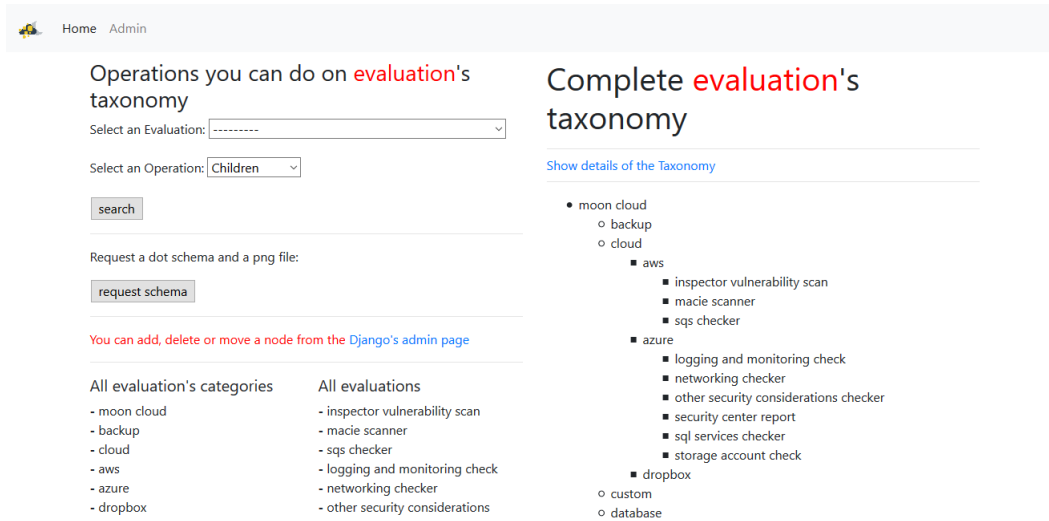 Home Admin
Operations you can do on evaluation's
taxonomy
Select an Evaluation: ---------
Select an Operation: Children
search
Request a dot schema and a png file:
request schema
You can add, delete or move a node from the Django's admin page
All evaluation's categories
- moon cloud
- backup
- cloud
- aws
- azure
- dropbox
All evaluations
- inspector vulnerability scan
- macie scanner
- sqs checker
- logging and monitoring check
- networking checker
- other security considerations
Complete evaluation's
taxonomy
Show details of the Taxonomy
moon cloud
backup
cloud
aws
inspector vulnerability scan
macie scanner
sqs checker
azure
logging and monitoring check
networking checker
other security considerations checker
security center report
sql services checker
storage account check
dropbox
custom
database